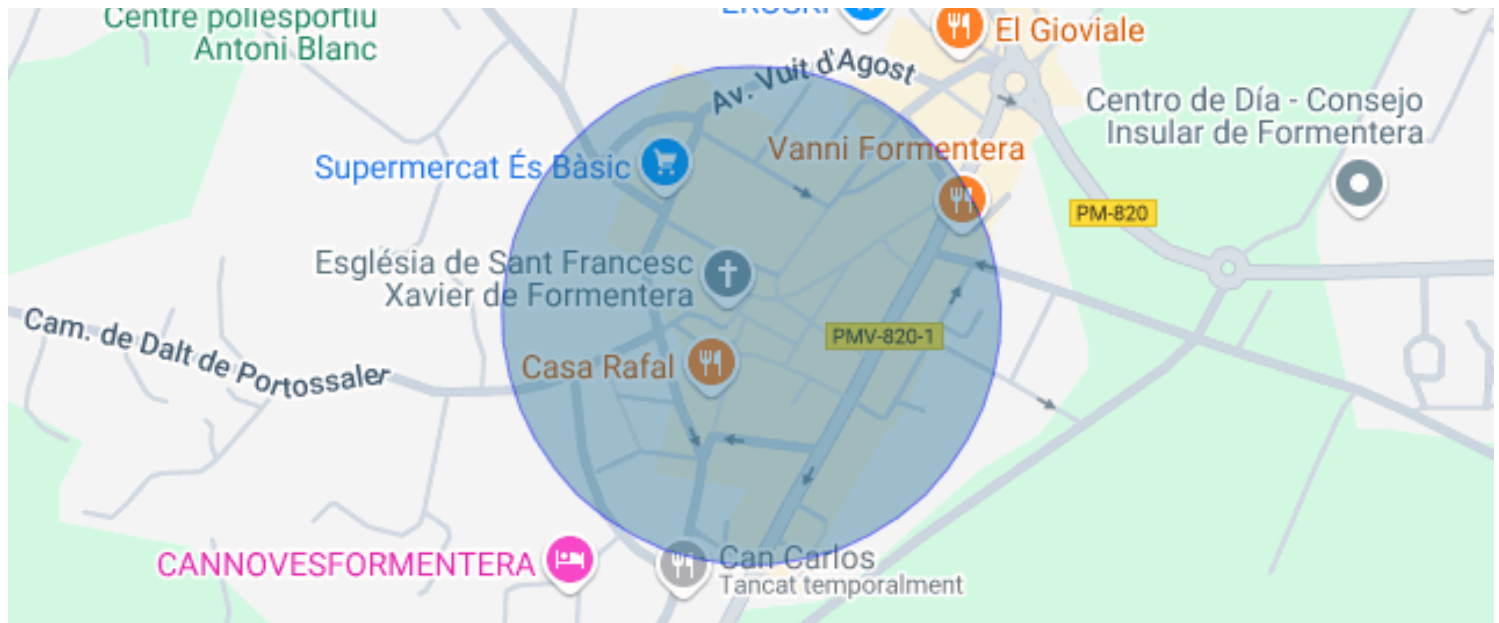 Centre poliesportiu
Antoni Blanc
El Gioviale
Av. Vuit d'Agost
Centro de Día - Consejo
Insular de Formentera
Supermercat És Bàsic
Vanni Formentera
PM-820
Església de Sant Francesc
Xavier de Formentera
Cam. de Dalt de Portossaler
PMV-820-1
Casa Rafal
CANNOVESFORMENTERA
Can Carlos
Tancat temporalment